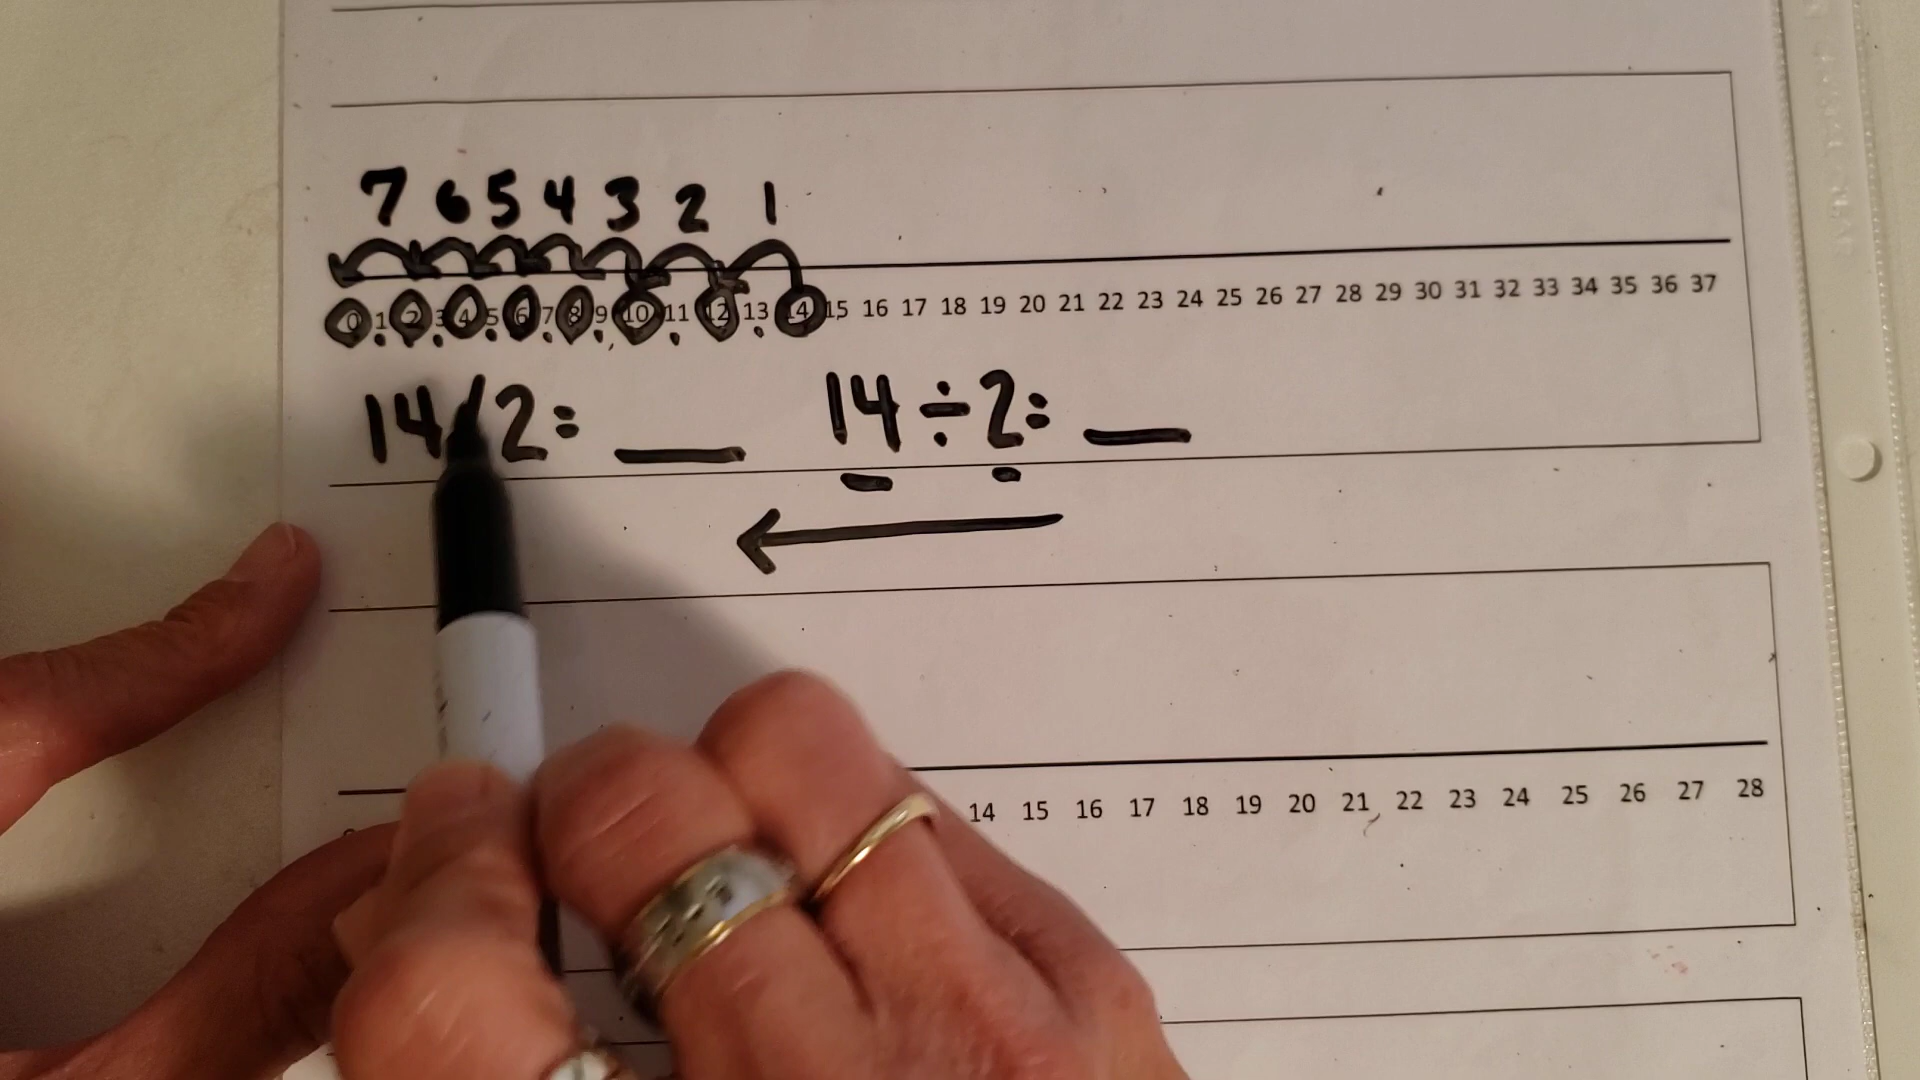 7 6 5 4 3 2 1
0 1 2 3 4 5 6 7 8 9 10 11 12 13 14 15 16 17 18 19 20 21 22 23 24 25 26 27 28 29 30 31 32 33 34 35 36 37
14/2= __ 14÷2= __
14 15 16 17 18 19 20 21 22 23 24 25 26 27 28